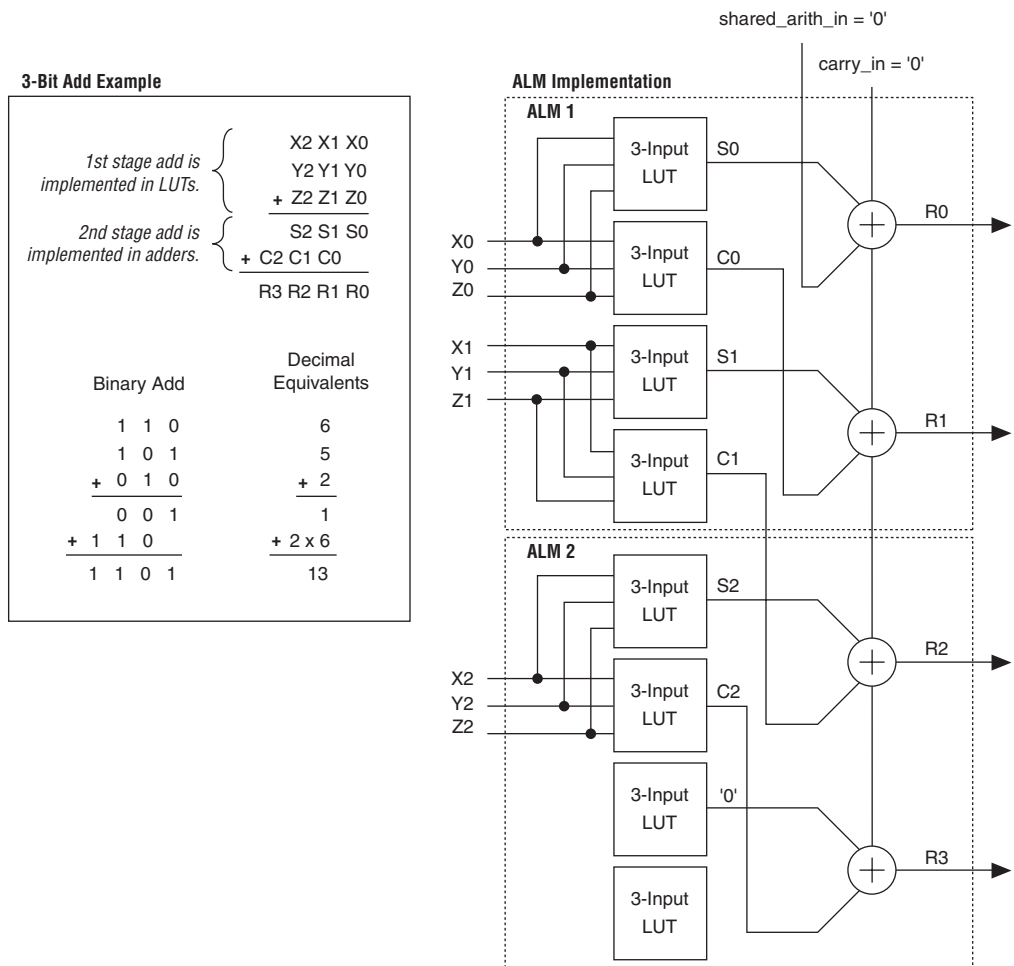 shared_arith_in = '0'
carry_in = '0'
3-Bit Add Example
1st stage add is
implemented in LUTs.
X2 X1 X0
Y2 Y1 Y0
+ Z2 Z1 Z0
2nd stage add is
implemented in adders.
S2 S1 S0
+ C2 C1 C0
R3 R2 R1 R0
Binary Add
1 1 0
1 0 1
+ 0 1 0
0 0 1
+ 1 1 0
1 1 0 1
Decimal
Equivalents
6
5
+ 2
1
+ 2 x 6
13
ALM Implementation
ALM 1
3-Input
LUT
S0
R0
X0
Y0
Z0
3-Input
LUT
C0
X1
Y1
Z1
3-Input
LUT
S1
R1
3-Input
LUT
C1
ALM 2
3-Input
LUT
S2
R2
X2
Y2
Z2
3-Input
LUT
C2
3-Input
LUT
'0'
R3
3-Input
LUT